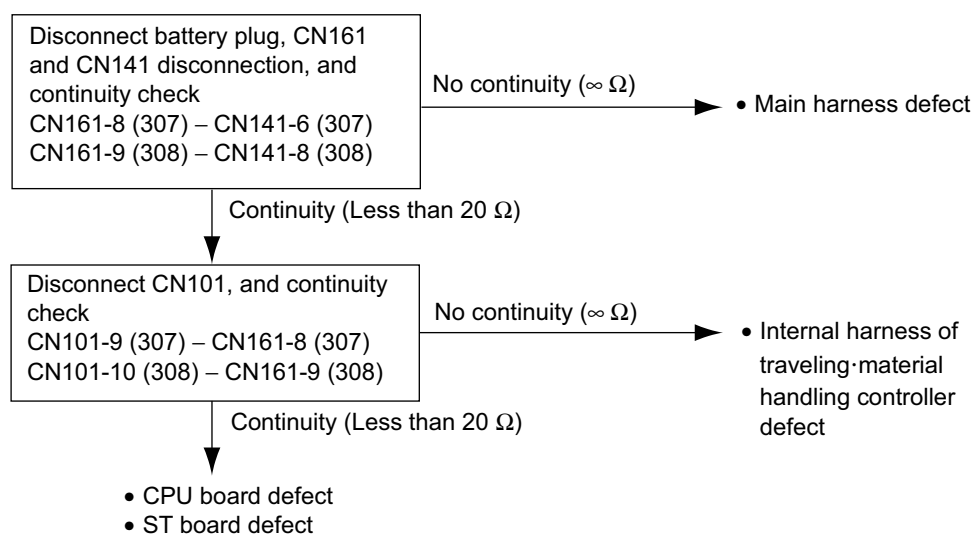 Disconnect battery plug, CN161
and CN141 disconnection, and
continuity check
CN161-8 (307) – CN141-6 (307)
CN161-9 (308) – CN141-8 (308)
No continuity (∞ Ω)
• Main harness defect
Continuity (Less than 20 Ω)
Disconnect CN101, and continuity
check
CN101-9 (307) – CN161-8 (307)
CN101-10 (308) – CN161-9 (308)
No continuity (∞ Ω)
• Internal harness of
traveling·material
handling controller
defect
Continuity (Less than 20 Ω)
• CPU board defect
• ST board defect